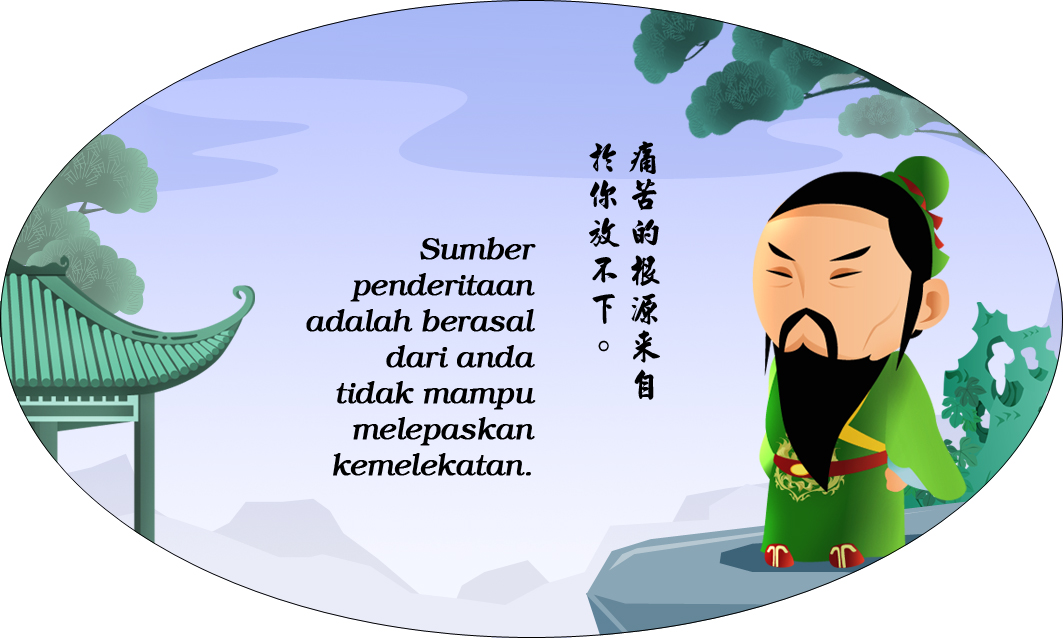 痛苦的根源来自
於你放不下。
Sumber
penderitaan
adalah berasal
dari anda
tidak mampu
melepaskan
kemelekatan.